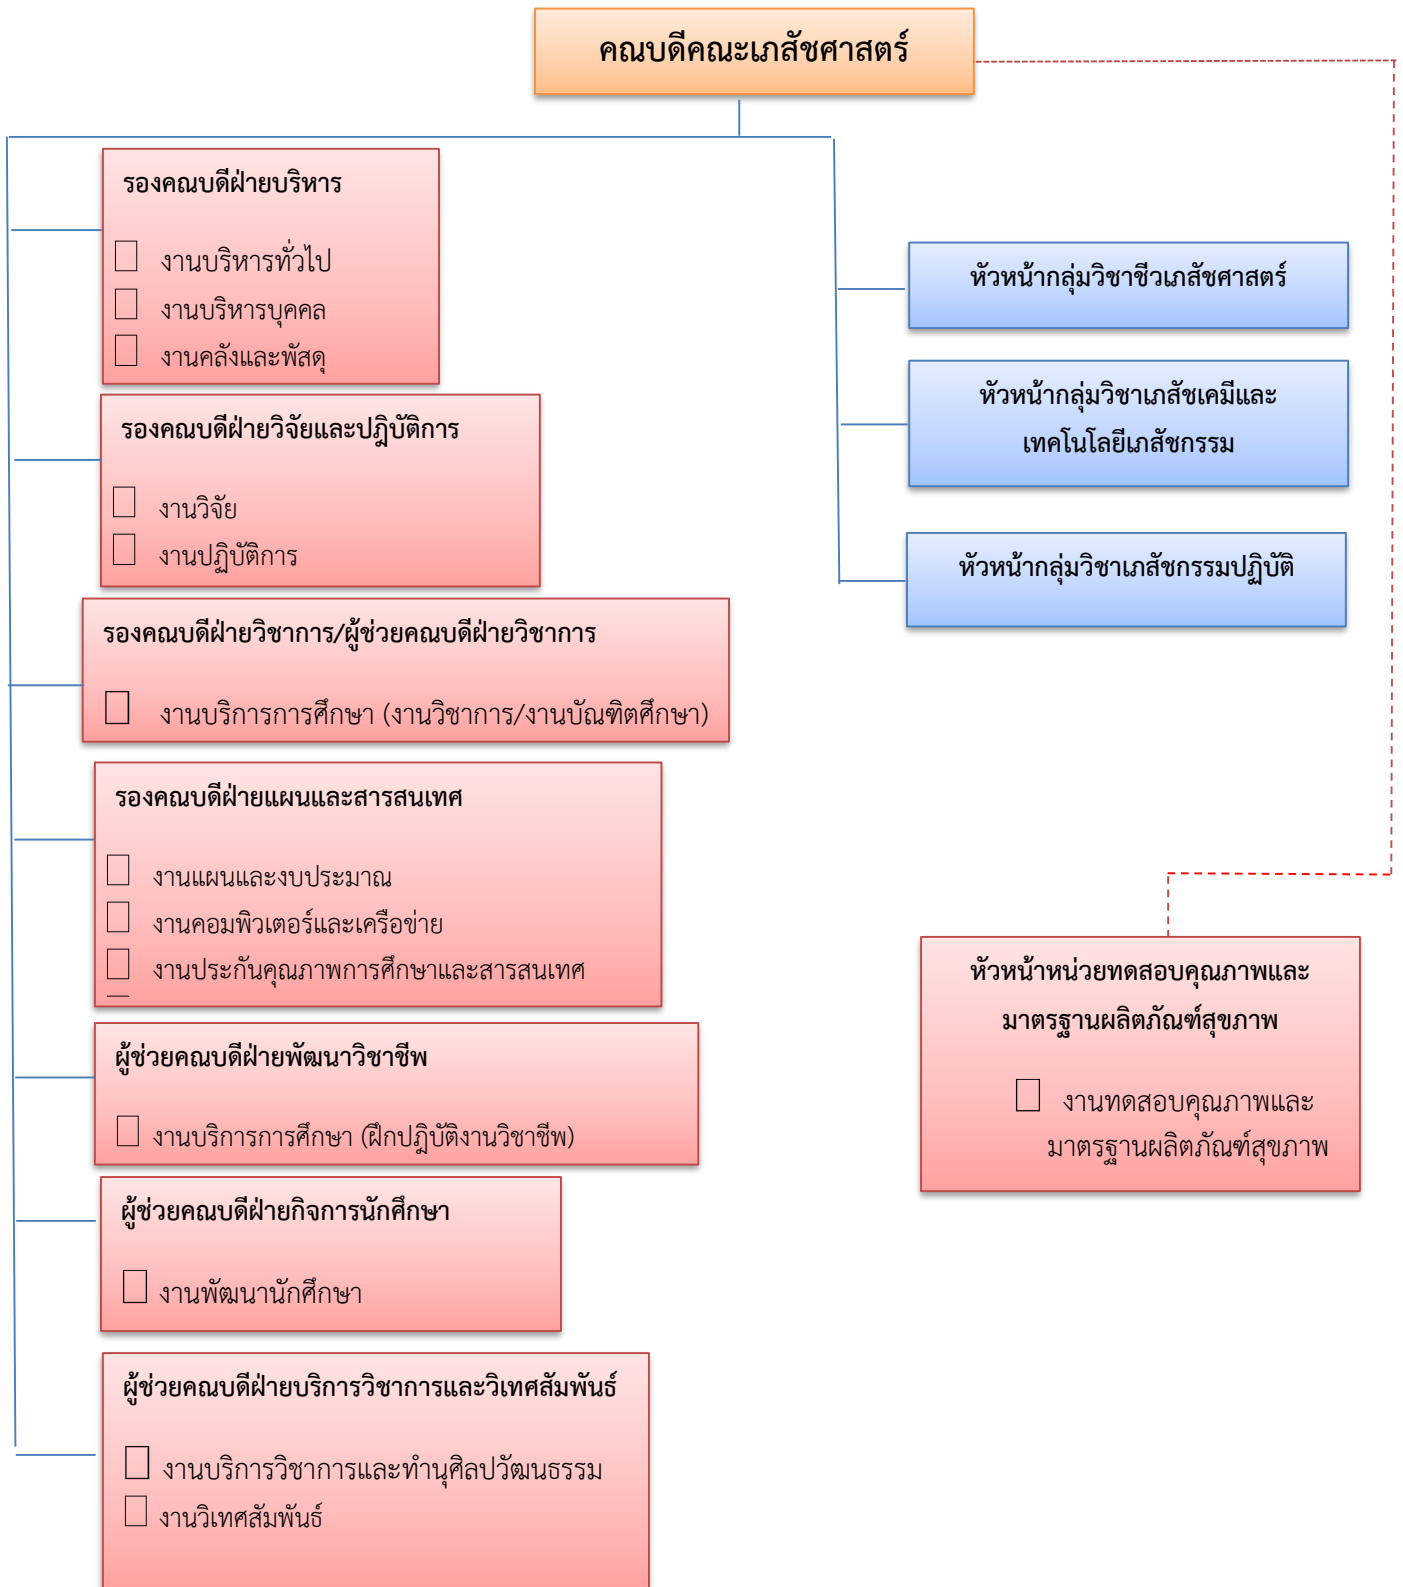 คณบดีคณะเภสัชศาสตร์
รองคณบดีฝ่ายบริหาร
งานบริหารทั่วไป
งานบริหารบุคคล
งานคลังและพัสดุ
รองคณบดีฝ่ายวิจัยและปฎิบัติการ
งานวิจัย
งานปฏิบัติการ
รองคณบดีฝ่ายวิชาการ/ผู้ช่วยคณบดีฝ่ายวิชาการ
งานบริการการศึกษา (งานวิชาการ/งานบัณฑิตศึกษา)
รองคณบดีฝ่ายแผนและสารสนเทศ
งานแผนและงบประมาณ
งานคอมพิวเตอร์และเครือข่าย
งานประกันคุณภาพการศึกษาและสารสนเทศ
ผู้ช่วยคณบดีฝ่ายพัฒนาวิชาชีพ
งานบริการการศึกษา (ฝึกปฎิบัติงานวิชาชีพ)
ผู้ช่วยคณบดีฝ่ายกิจการนักศึกษา
งานพัฒนานักศึกษา
ผู้ช่วยคณบดีฝ่ายบริการวิชาการและวิเทศสัมพันธ์
งานบริการวิชาการและทำนุศิลปวัฒนธรรม
งานวิเทศสัมพันธ์
หัวหน้ากลุ่มวิชาชีวเภสัชศาสตร์
หัวหน้ากลุ่มวิชาเภสัชเคมีและ
เทคโนโลยีเภสัชกรรม
หัวหน้ากลุ่มวิชาเภสัชกรรมปฏิบัติ
หัวหน้าหน่วยทดสอบคุณภาพและ
มาตรฐานผลิตภัณฑ์สุขภาพ
งานทดสอบคุณภาพและ
มาตรฐานผลิตภัณฑ์สุขภาพ